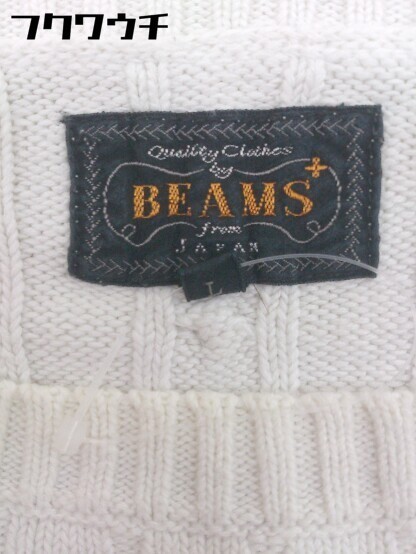 フクワウチ
Quality Clothes
by
BEAMS+
from
JAPAN
L